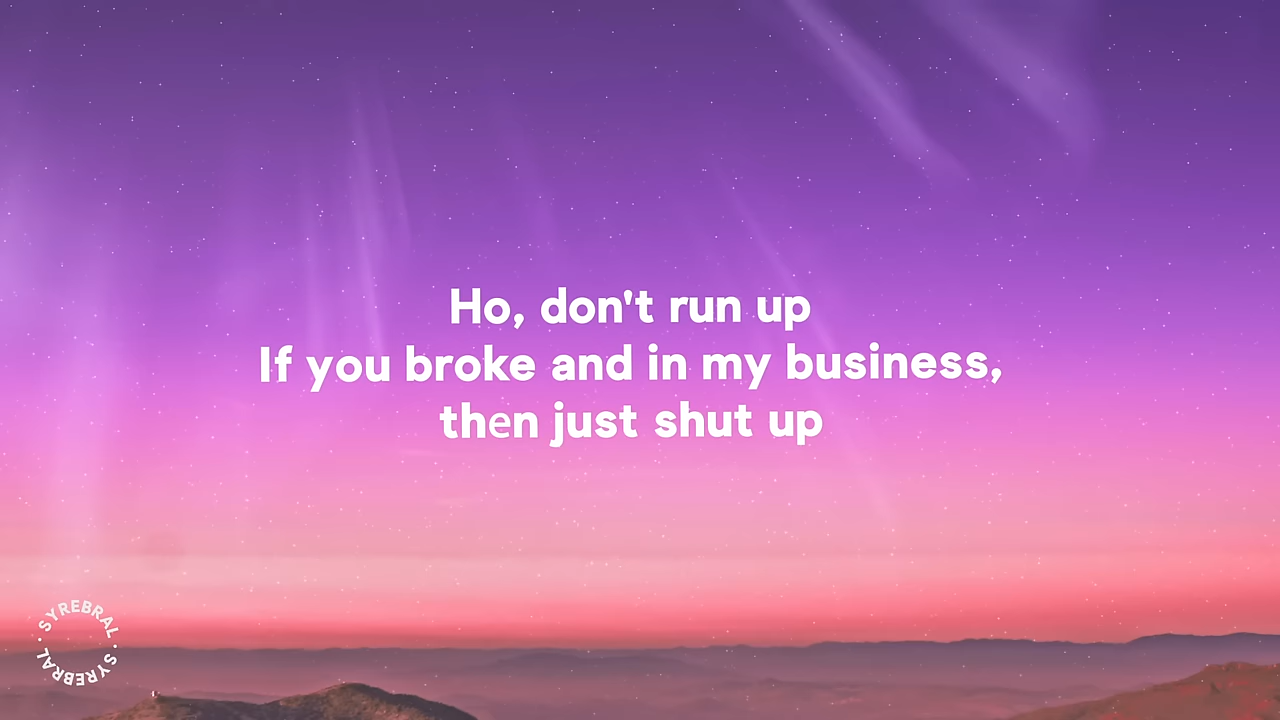 Ho, don't run up
If you broke and in my business,
then just shut up
SYREBRAL · SYREBRAL ·